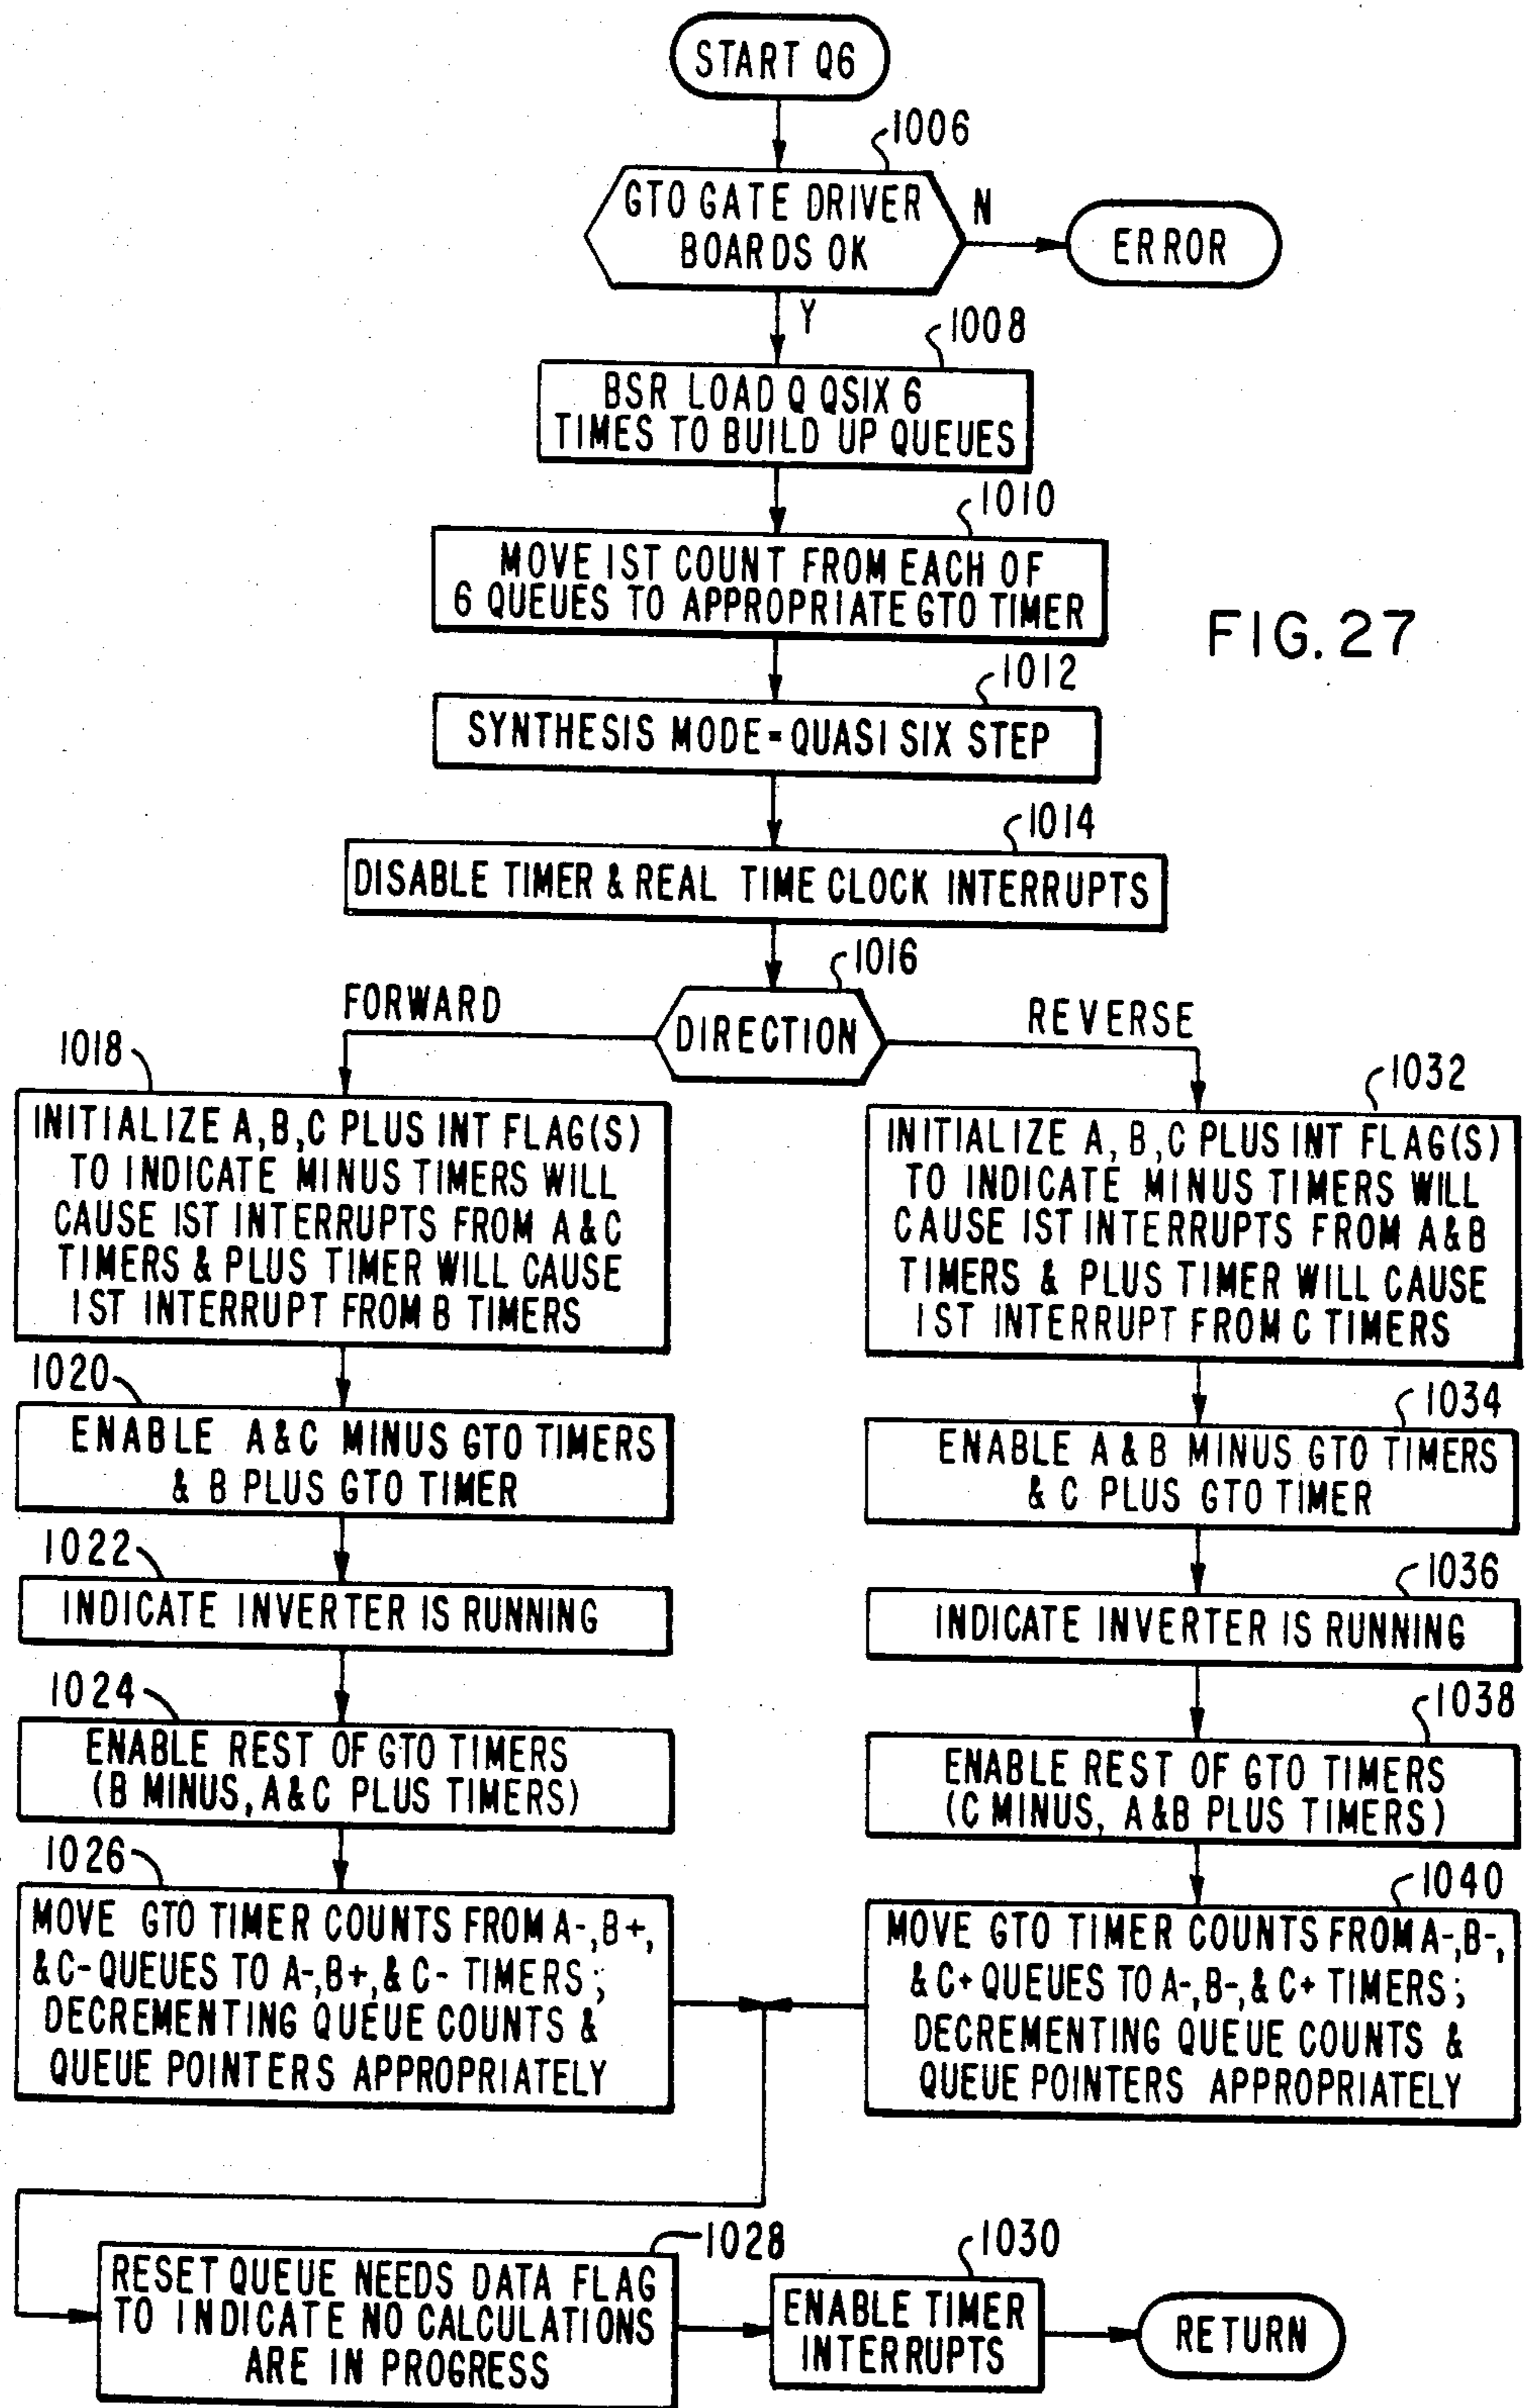 START Q6
1006
GTO GATE DRIVER
BOARDS OK
N
ERROR
Y
1008
BSR LOAD Q QSIX 6
TIMES TO BUILD UP QUEUES
1010
MOVE 1ST COUNT FROM EACH OF
6 QUEUES TO APPROPRIATE GTO TIMER
FIG. 27
1012
SYNTHESIS MODE = QUASI SIX STEP
1014
DISABLE TIMER & REAL TIME CLOCK INTERRUPTS
1016
FORWARD
DIRECTION
REVERSE
1018
INITIALIZE A, B, C PLUS INT FLAG(S)
TO INDICATE MINUS TIMERS WILL
CAUSE 1ST INTERRUPTS FROM A & C
TIMERS & PLUS TIMER WILL CAUSE
1ST INTERRUPT FROM B TIMERS
1020
ENABLE A & C MINUS GTO TIMERS
& B PLUS GTO TIMER
1022
INDICATE INVERTER IS RUNNING
1024
ENABLE REST OF GTO TIMERS
(B MINUS, A & C PLUS TIMERS)
1026
MOVE GTO TIMER COUNTS FROM A-, B+,
& C- QUEUES TO A-, B+, & C- TIMERS;
DECREMENTING QUEUE COUNTS &
QUEUE POINTERS APPROPRIATELY
1032
INITIALIZE A, B, C PLUS INT FLAG(S)
TO INDICATE MINUS TIMERS WILL
CAUSE 1ST INTERRUPTS FROM A & B
TIMERS & PLUS TIMER WILL CAUSE
1ST INTERRUPT FROM C TIMERS
1034
ENABLE A & B MINUS GTO TIMERS
& C PLUS GTO TIMER
1036
INDICATE INVERTER IS RUNNING
1038
ENABLE REST OF GTO TIMERS
(C MINUS, A & B PLUS TIMERS)
1040
MOVE GTO TIMER COUNTS FROM A-, B-,
& C+ QUEUES TO A-, B-, & C+ TIMERS;
DECREMENTING QUEUE COUNTS &
QUEUE POINTERS APPROPRIATELY
1028
RESET QUEUE NEEDS DATA FLAG
TO INDICATE NO CALCULATIONS
ARE IN PROGRESS
1030
ENABLE TIMER
INTERRUPTS
RETURN